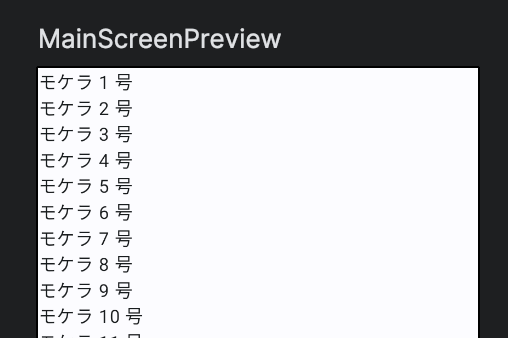 MainScreenPreview
モケラ 1 号
モケラ 2 号
モケラ 3 号
モケラ 4 号
モケラ 5 号
モケラ 6 号
モケラ 7 号
モケラ 8 号
モケラ 9 号
モケラ 10 号